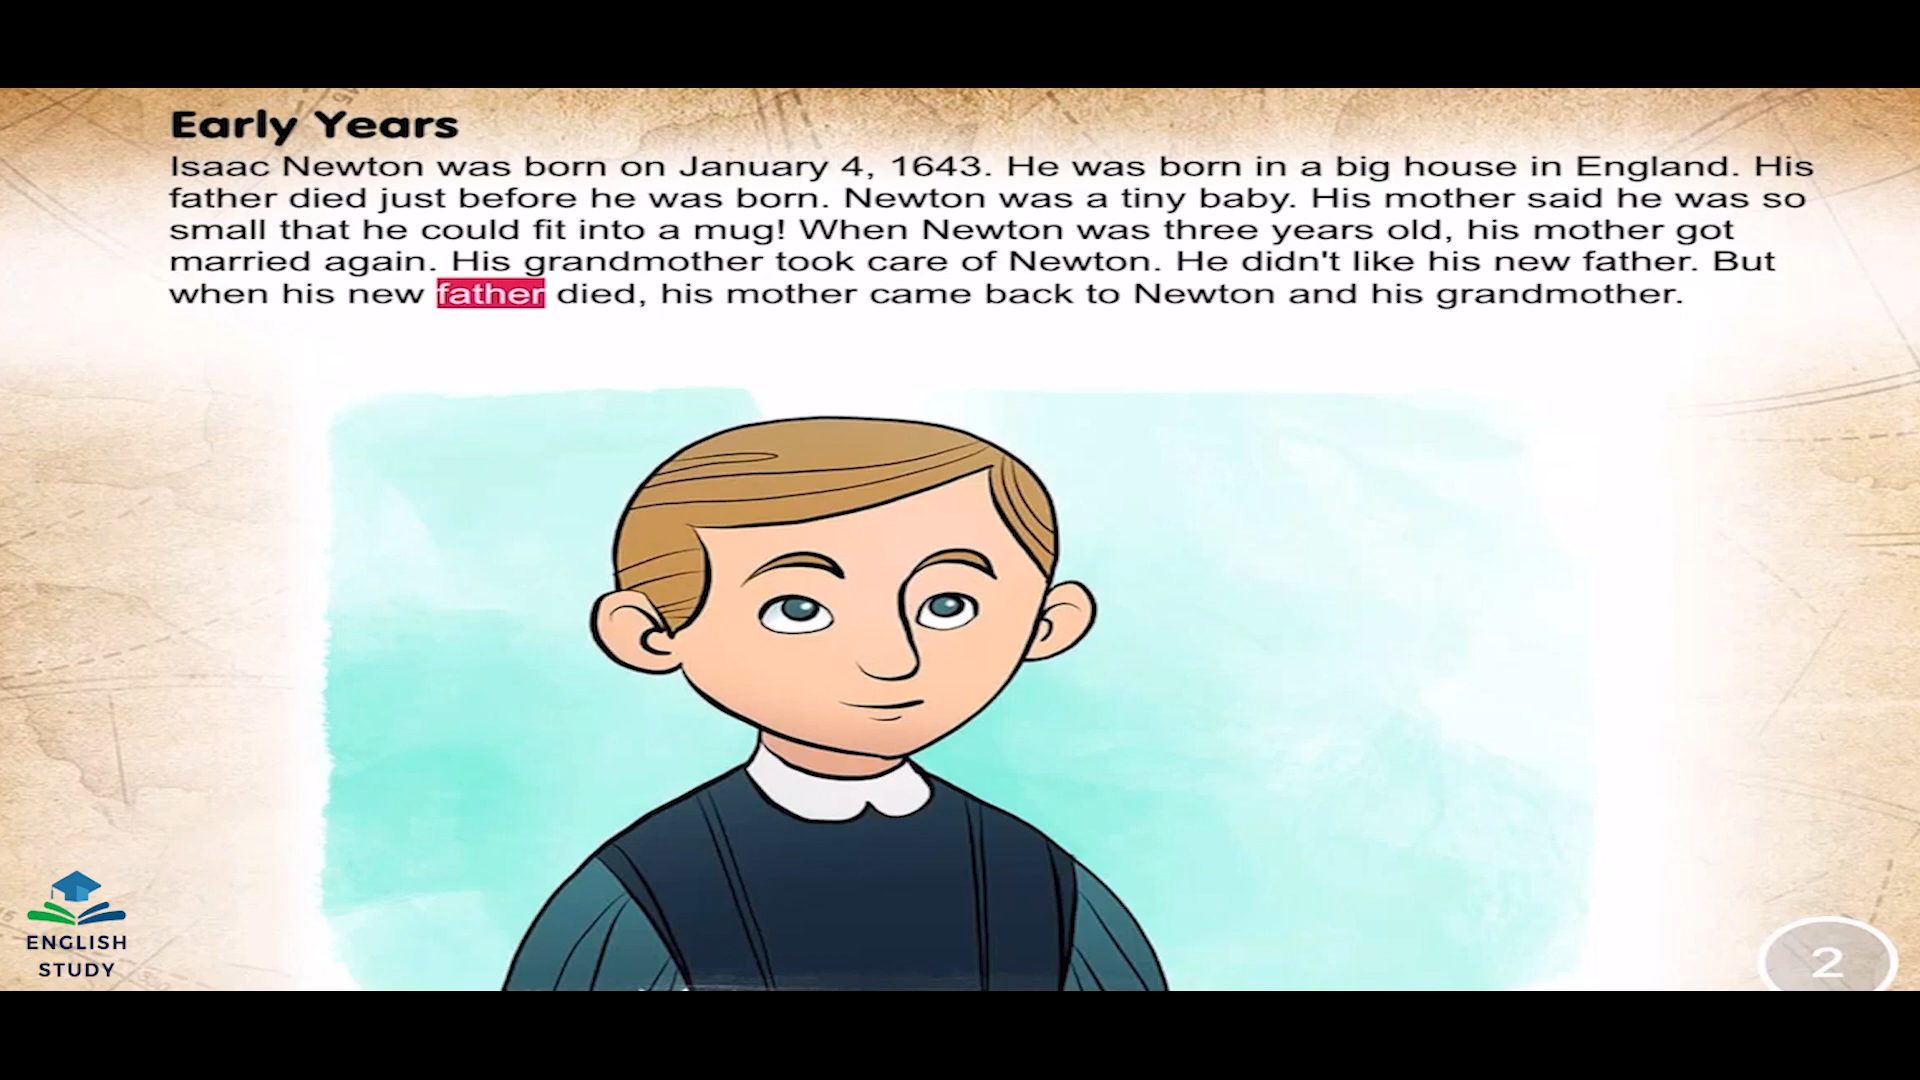 Early Years
Isaac Newton was born on January 4, 1643. He was born in a big house in England. His
father died just before he was born. Newton was a tiny baby. His mother said he was so
small that he could fit into a mug! When Newton was three years old, his mother got
married again. His grandmother took care of Newton. He didn't like his new father. But
when his new father died, his mother came back to Newton and his grandmother.
ENGLISH
STUDY
2